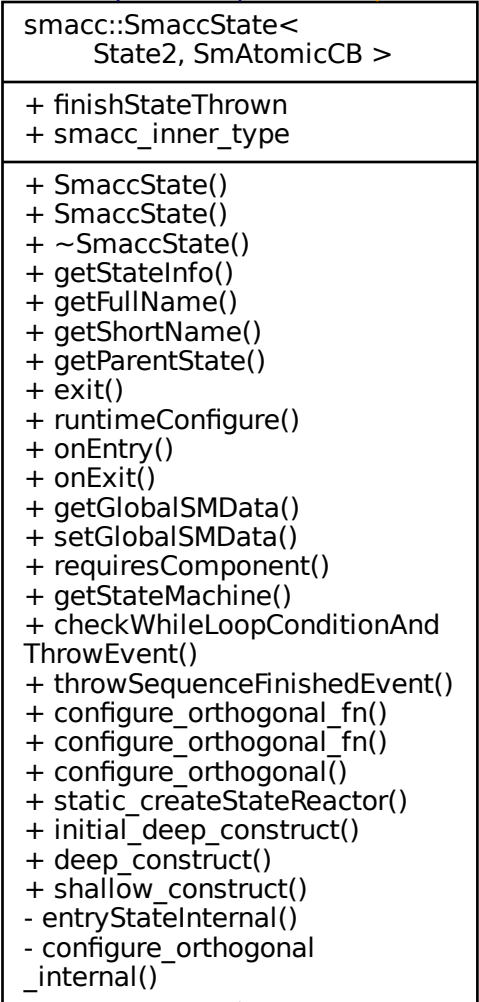 smacc::SmaccState<
State2, SmAtomicCB >
+ finishStateThrown
+ smacc_inner_type
+ SmaccState()
+ SmaccState()
+ ~SmaccState()
+ getStateInfo()
+ getFullName()
+ getShortName()
+ getParentState()
+ exit()
+ runtimeConfigure()
+ onEntry()
+ onExit()
+ getGlobalSMData()
+ setGlobalSMData()
+ requiresComponent()
+ getStateMachine()
+ checkWhileLoopConditionAnd
ThrowEvent()
+ throwSequenceFinishedEvent()
+ configure_orthogonal_fn()
+ configure_orthogonal_fn()
+ configure_orthogonal()
+ static_createStateReactor()
+ initial_deep_construct()
+ deep_construct()
+ shallow_construct()
- entryStateInternal()
- configure_orthogonal
_internal()